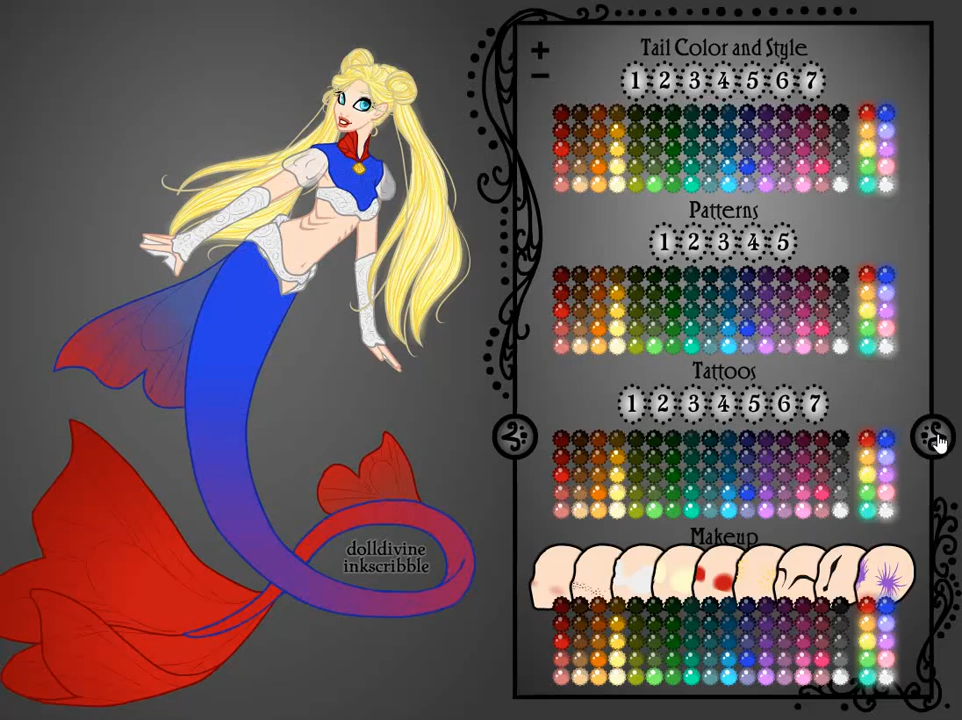 +
Tail Color and Style
−
1 2 3 4 5 6 7
Patterns
1 2 3 4 5
Tattoos
1 2 3 4 5 6 7
Makeup
dolldivine
inkscribble